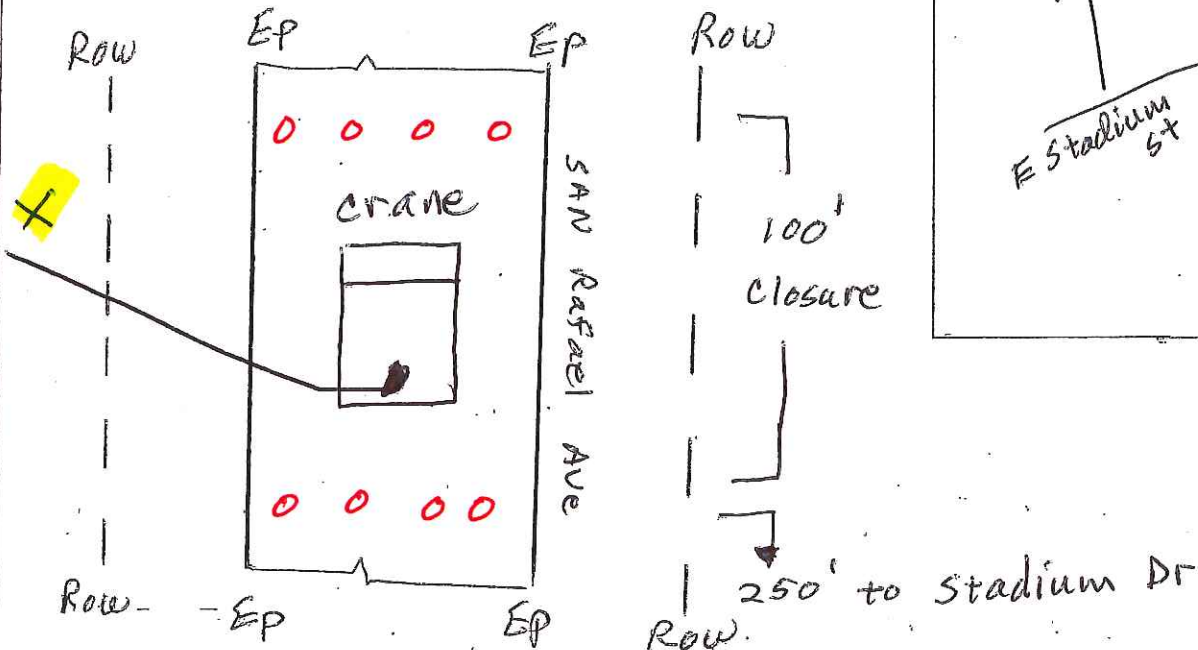 Row
Ep
Ep
Row
E Stadium
st
crane
SAN Rafael Ave
100'
Closure
250' to Stadium Dr
Row
Ep
Ep
Row.